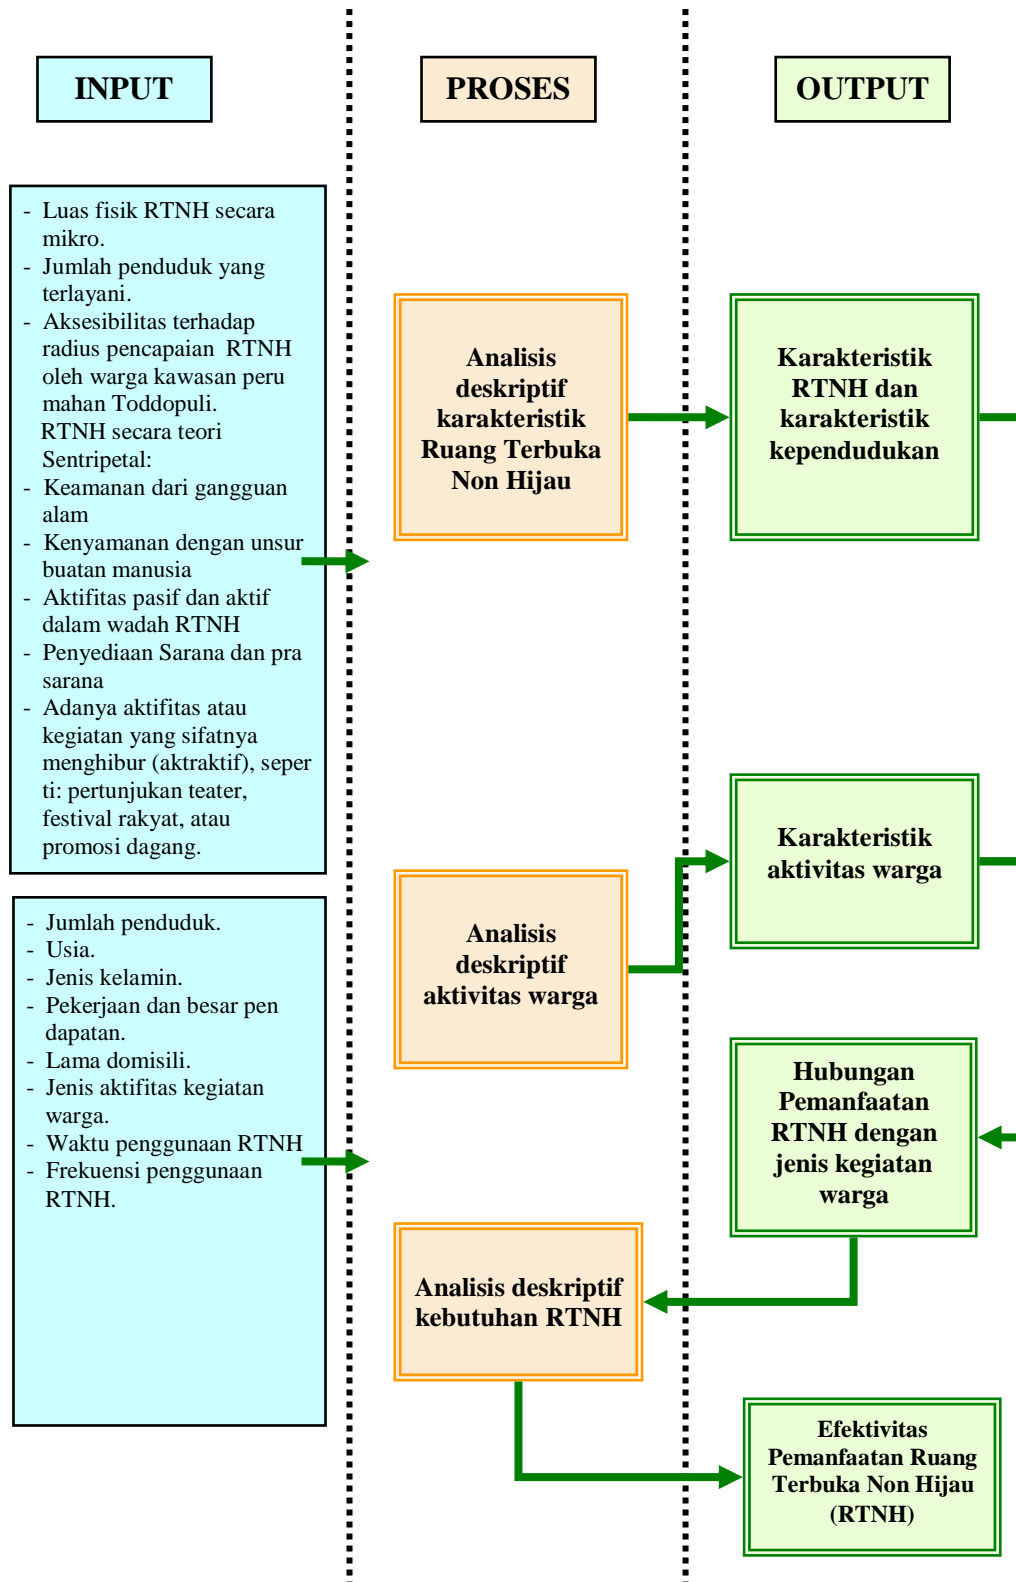 INPUT
PROSES
OUTPUT
- Luas fisik RTNH secara
mikro.
- Jumlah penduduk yang
terlayani.
- Aksesibilitas terhadap
radius pencapaian RTNH
oleh warga kawasan peru
mahan Toddopuli.
RTNH secara teori
Sentripetal:
- Keamanan dari gangguan
alam
- Kenyamanan dengan unsur
buatan manusia
- Aktifitas pasif dan aktif
dalam wadah RTNH
- Penyediaan Sarana dan pra
sarana
- Adanya aktifitas atau
kegiatan yang sifatnya
menghibur (aktraktif), seper
ti: pertunjukan teater,
festival rakyat, atau
promosi dagang.
- Jumlah penduduk.
- Usia.
- Jenis kelamin.
- Pekerjaan dan besar pen
dapatan.
- Lama domisili.
- Jenis aktifitas kegiatan
warga.
- Waktu penggunaan RTNH
- Frekuensi penggunaan
RTNH.
Analisis
deskriptif
karakteristik
Ruang Terbuka
Non Hijau
Karakteristik
RTNH dan
karakteristik
kependudukan
Analisis
deskriptif
aktivitas warga
Karakteristik
aktivitas warga
Hubungan
Pemanfaatan
RTNH dengan
jenis kegiatan
warga
Analisis deskriptif
kebutuhan RTNH
Efektivitas
Pemanfaatan Ruang
Terbuka Non Hijau
(RTNH)